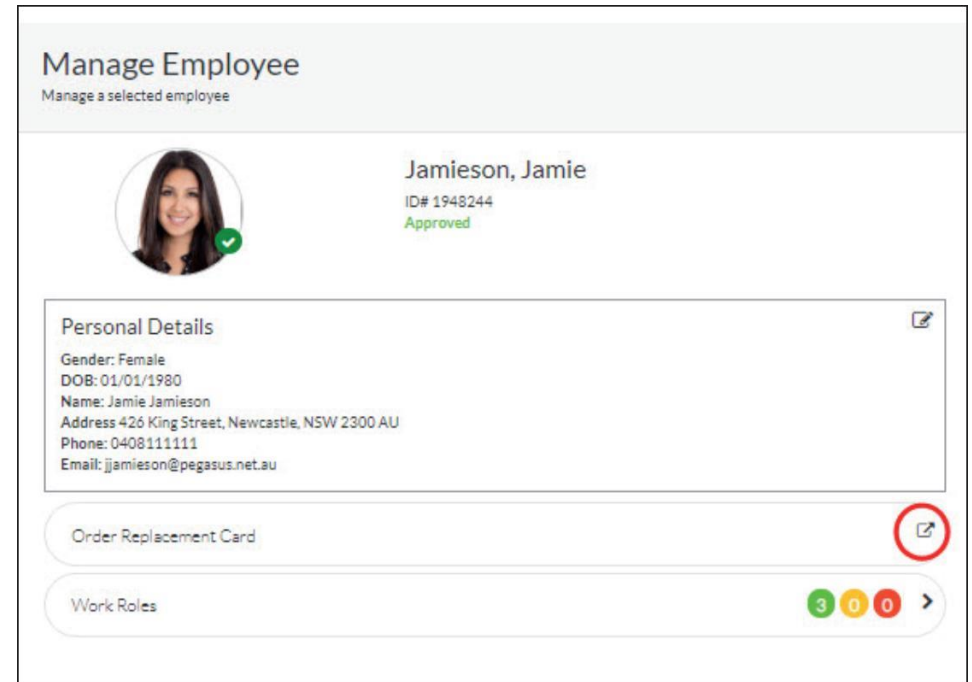 Manage Employee
Manage a selected employee
Jamieson, Jamie
ID# 1948244
Approved
Personal Details
Gender: Female
DOB: 01/01/1980
Name: Jamie Jamieson
Address 426 King Street, Newcastle, NSW 2300 AU
Phone: 0408111111
Email: jjamieson@pegasus.net.au
Order Replacement Card
Work Roles 3 0 0